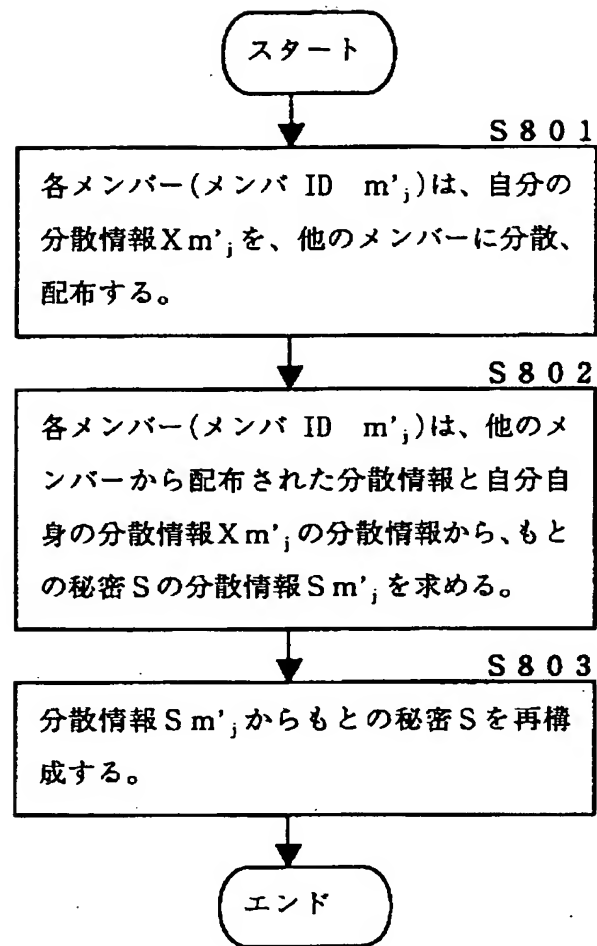 スタート
S801
各メンバー(メンバ ID m'j)は、自分の
分散情報Xm'jを、他のメンバーに分散、
配布する。
S802
各メンバー(メンバ ID m'j)は、他のメ
ンバーから配布された分散情報と自分自
身の分散情報Xm'jの分散情報から、もと
の秘密Sの分散情報Sm'jを求める。
S803
分散情報Sm'jからもとの秘密Sを再構
成する。
エンド